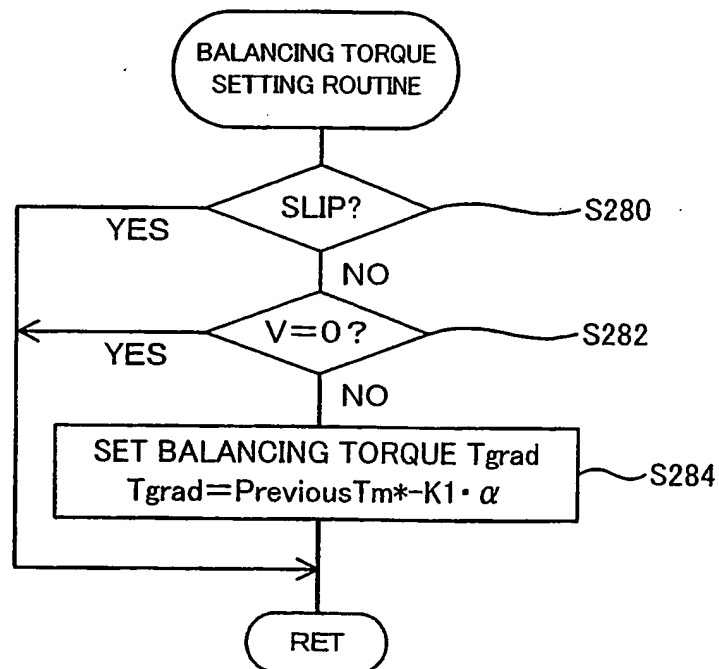 BALANCING TORQUE
SETTING ROUTINE
SLIP?
S280
YES
NO
V=0?
S282
YES
NO
SET BALANCING TORQUE Tgrad
Tgrad=PreviousTm*-K1・α
S284
RET